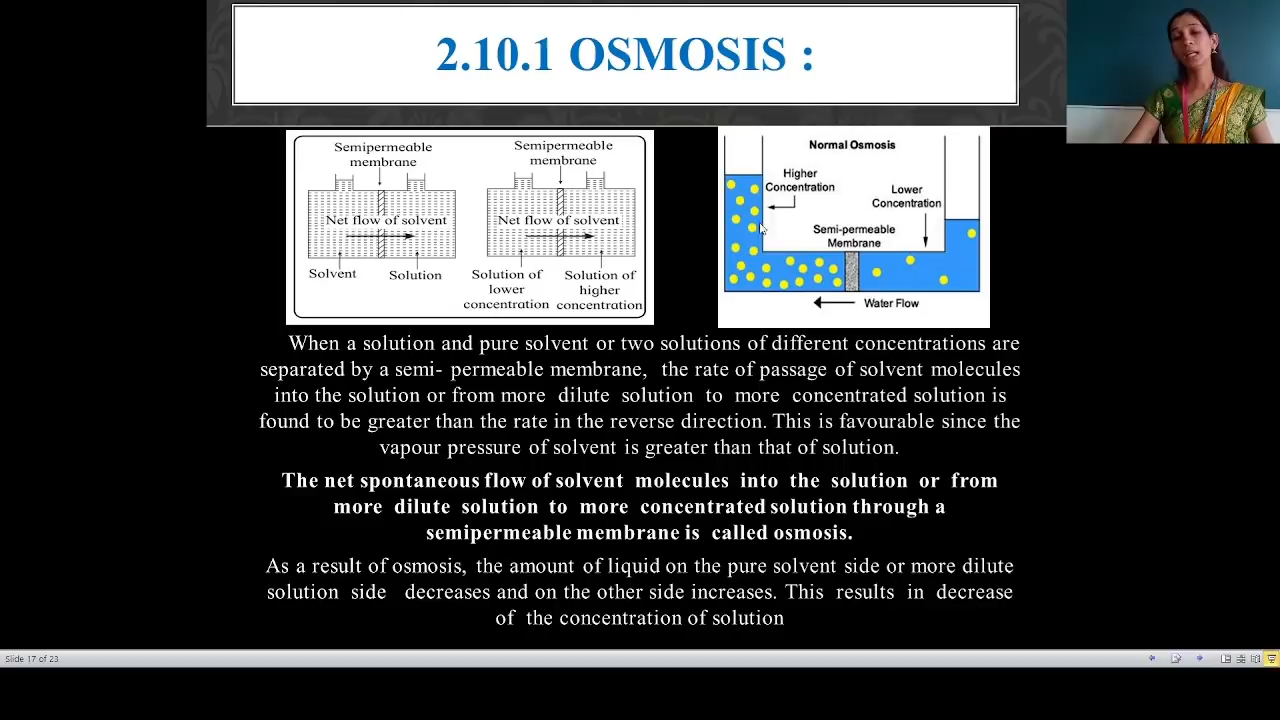 2.10.1 OSMOSIS :
Semipermeable
membrane
Net flow of solvent
Solvent
Solution
Semipermeable
membrane
Net flow of solvent
Solution of
lower
concentration
Solution of
higher
concentration
Normal Osmosis
Higher
Concentration
Lower
Concentration
Semi-permeable
Membrane
Water Flow
When a solution and pure solvent or two solutions of different concentrations are
separated by a semi- permeable membrane, the rate of passage of solvent molecules
into the solution or from more dilute solution to more concentrated solution is
found to be greater than the rate in the reverse direction. This is favourable since the
vapour pressure of solvent is greater than that of solution.
The net spontaneous flow of solvent molecules into the solution or from
more dilute solution to more concentrated solution through a
semipermeable membrane is called osmosis.
As a result of osmosis, the amount of liquid on the pure solvent side or more dilute
solution side decreases and on the other side increases. This results in decrease
of the concentration of solution
Slide 17 of 23